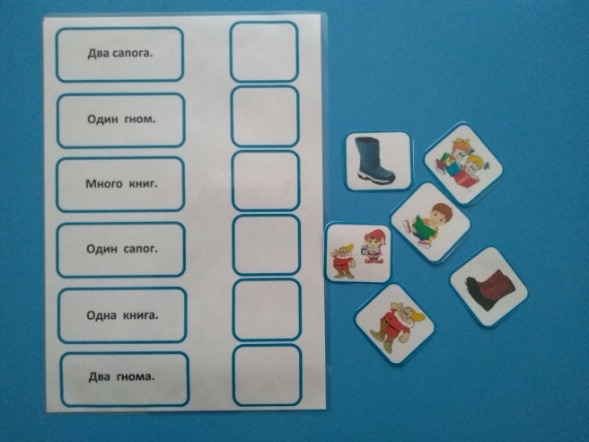 Два сапога.
Один гном.
Много книг.
Один сапог.
Одна книга.
Два гнома.